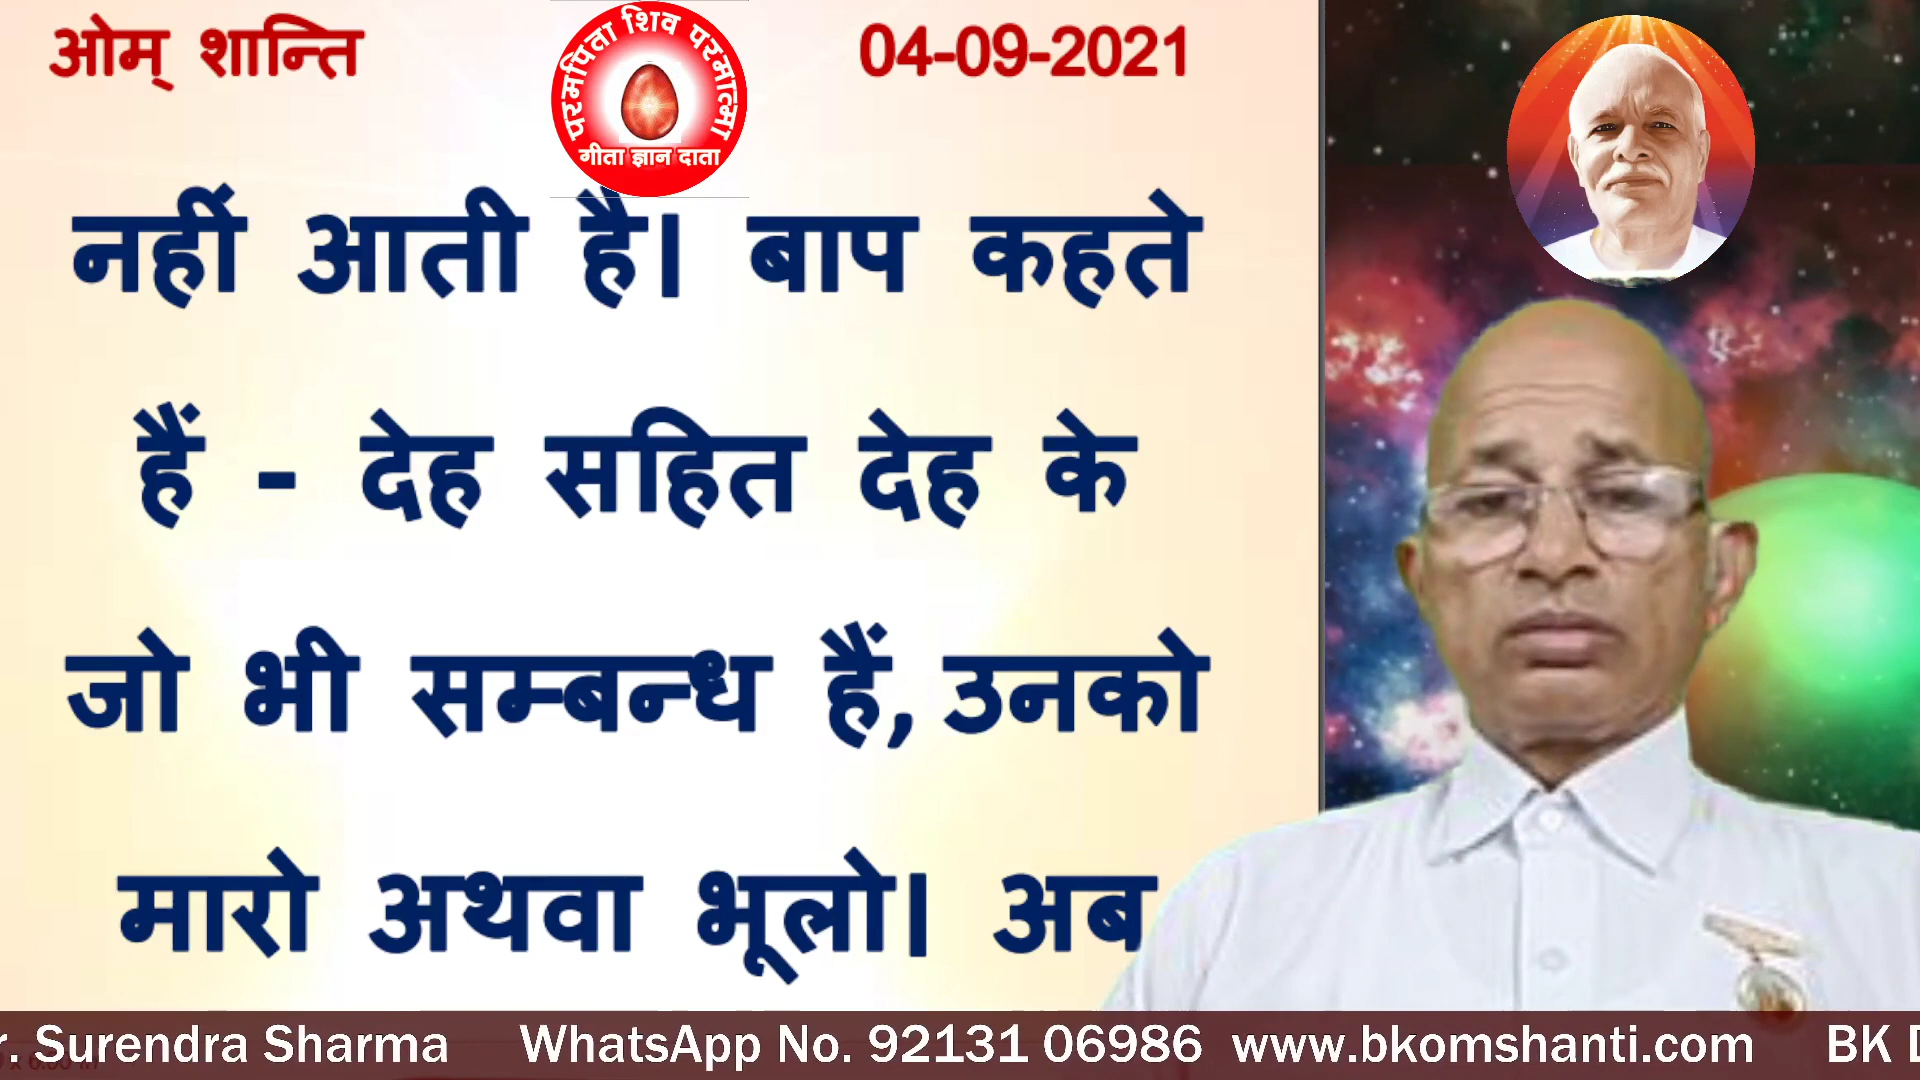 ओम् शान्ति
परमपिता शिव परमात्मा
गीता ज्ञान दाता
04-09-2021
नहीं आती है। बाप कहते
हैं - देह सहित देह के
जो भी सम्बन्ध हैं, उनको
मारो अथवा भूलो। अब
r. Surendra Sharma WhatsApp No. 92131 06986 www.bkomshanti.com BK D